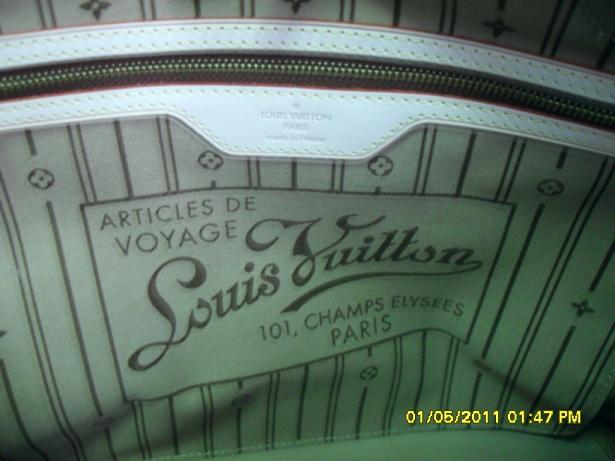 LOUIS VUITTON
PARIS
made in France
ARTICLES DE
VOYAGE
Louis Vuitton
101, CHAMPS ELYSEES
PARIS
01/05/2011 01:47 PM